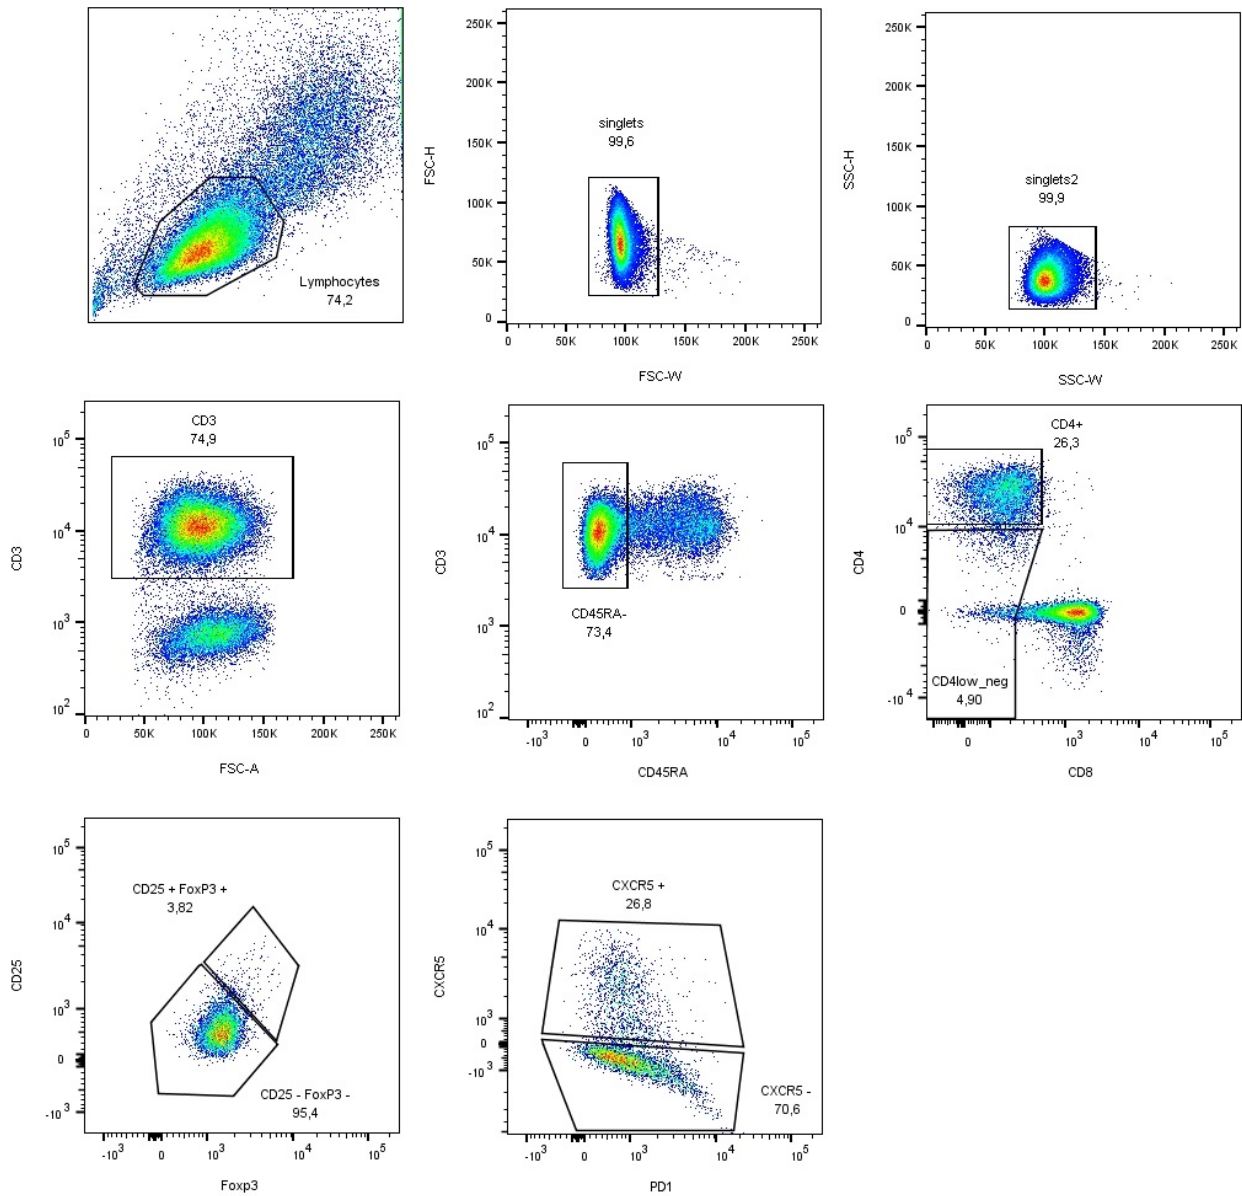 Lymphocytes
74,2
FSC-H
250K
200K
150K
100K
50K
0
singlets
99,6
0 50K 100K 150K 200K 250K
FSC-W
SSC-H
250K
200K
150K
100K
50K
0
singlets2
99,9
0 50K 100K 150K 200K 250K
SSC-W
CD3
10^5
10^4
10^3
10^2
CD3
74,9
0 50K 100K 150K 200K 250K
FSC-A
CD3
10^5
10^4
10^3
10^2
CD45RA-
73,4
-10^3 0 10^3 10^4 10^5
CD45RA
CD4
10^5
10^4
0
-10^4
CD4+
26,3
CD4low_neg
4,90
0 10^3 10^4 10^5
CD8
CD25
10^5
10^4
10^3
0
-10^3
CD25 + FoxP3 +
3,82
CD25 - FoxP3 -
95,4
-10^3 0 10^3 10^4 10^5
Foxp3
CXCR5
10^5
10^4
10^3
0
-10^3
CXCR5 +
26,8
CXCR5 -
70,6
-10^3 0 10^3 10^4 10^5
PD1